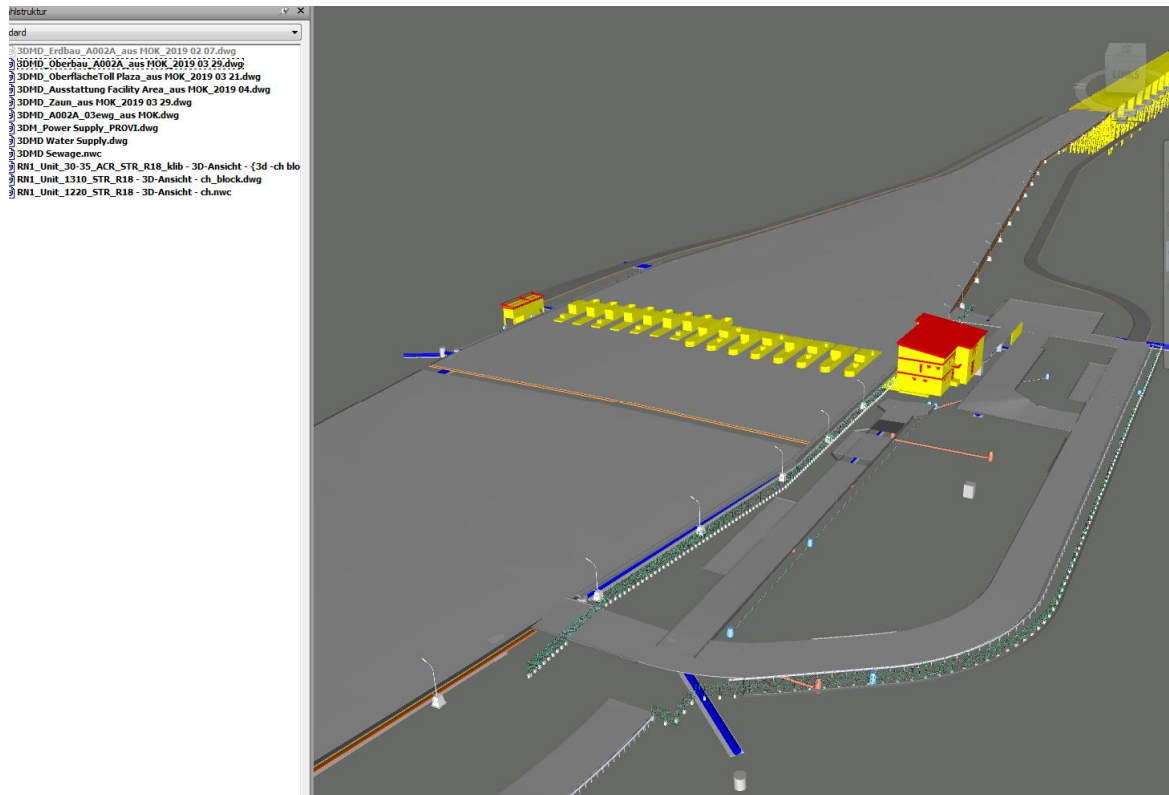 hlstruktur
dard
3DMD_Erdbau_A002A_aus MOK_2019 02 07.dwg
3DMD_Oberbau_A002A_aus MOK_2019 03 29.dwg
3DMD_OberflächeToll Plaza_aus MOK_2019 03 21.dwg
3DMD_Ausstattung Facility Area_aus MOK_2019 04.dwg
3DMD_Zaun_aus MOK_2019 03 29.dwg
3DMD_A002A_03ewg_aus MOK.dwg
3DM_Power Supply_PROVI.dwg
3DMD Water Supply.dwg
3DMD Sewage.nwc
RN1_Unit_30-35_ACR_STR_R18_klib - 3D-Ansicht - {3d -ch blo
RN1_Unit_1310_STR_R18 - 3D-Ansicht - ch_block.dwg
RN1_Unit_1220_STR_R18 - 3D-Ansicht - ch.nwc
LINKS